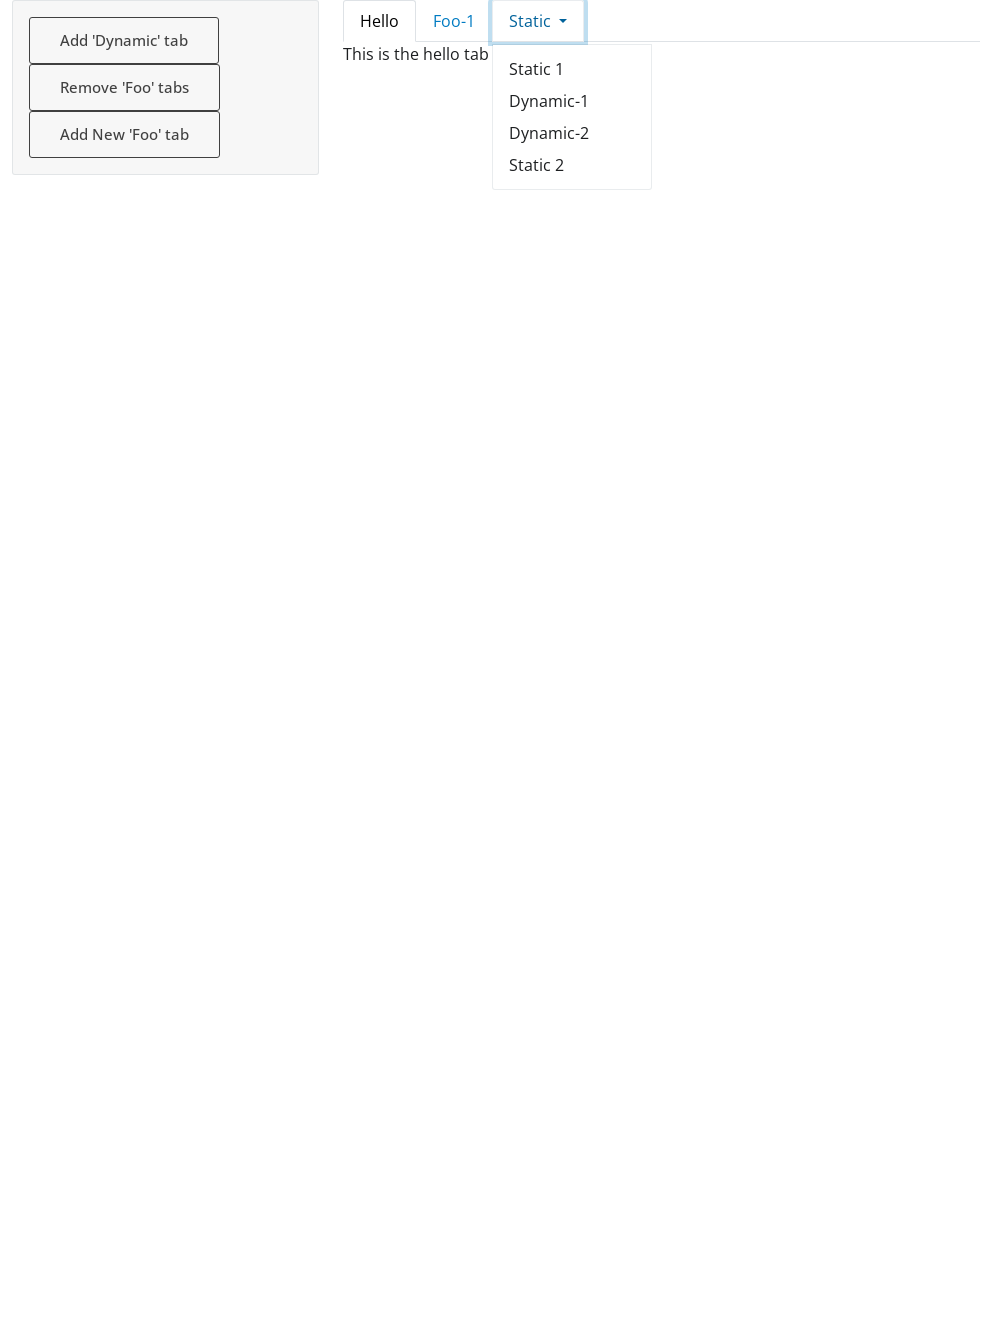 Add 'Dynamic' tab
Remove 'Foo' tabs
Add New 'Foo' tab
Hello
Foo-1
Static
This is the hello tab
Static 1
Dynamic-1
Dynamic-2
Static 2